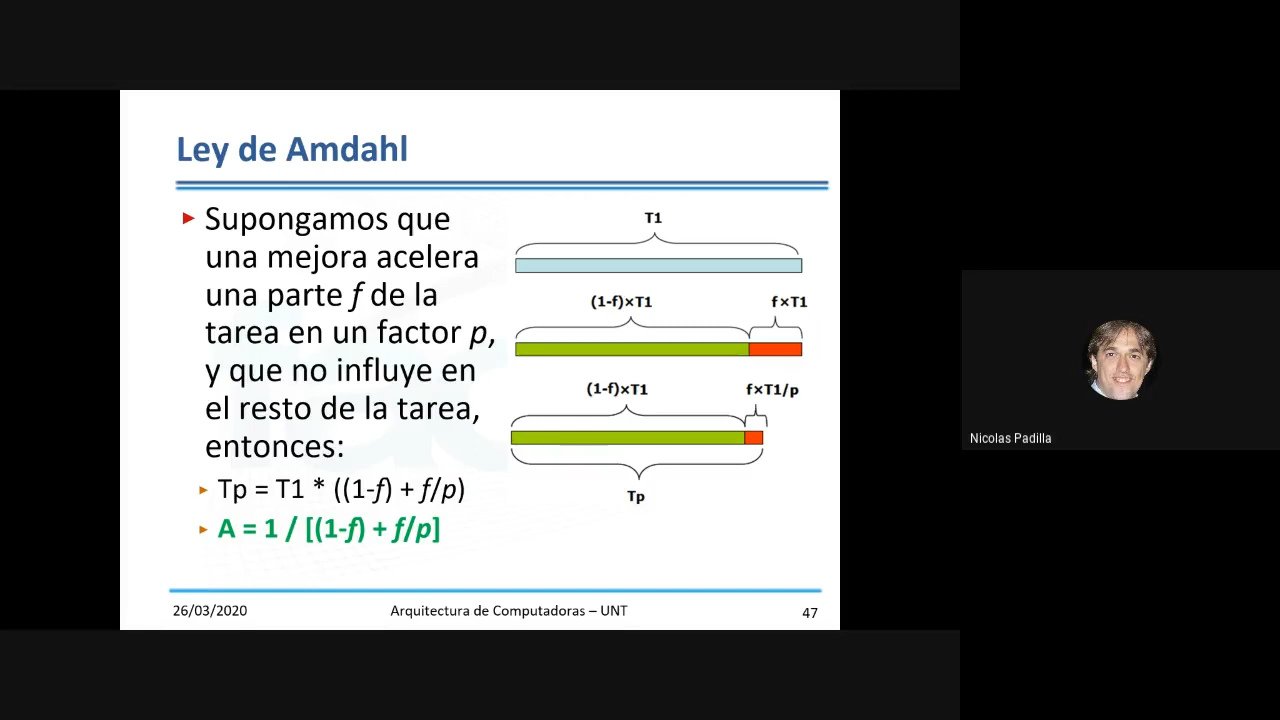 Ley de Amdahl
Supongamos que
una mejora acelera
una parte f de la
tarea en un factor p,
y que no influye en
el resto de la tarea,
entonces:
Tp = T1 * ((1-f) + f/p)
A = 1 / [(1-f) + f/p]
T1
(1-f)×T1 f×T1
(1-f)×T1 f×T1/p
Tp
26/03/2020 Arquitectura de Computadoras – UNT 47
Nicolas Padilla